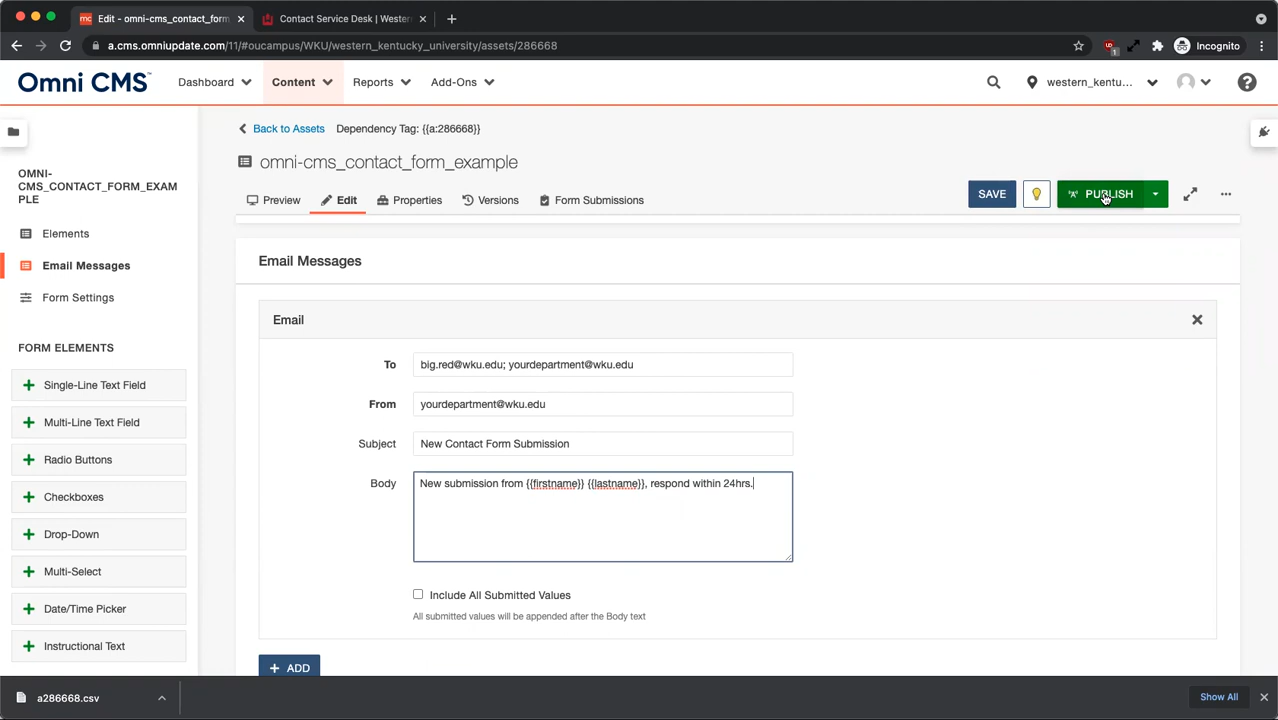 Edit - omni-cms_contact_form
Contact Service Desk | Wester
a.cms.omniupdate.com/11/#oucampus/WKU/western_kentucky_university/assets/286668
1
Incognito
Omni CMS™
Dashboard
Content
Reports
Add-Ons
western_kentu...
Back to Assets
Dependency Tag: {{a:286668}}
OMNI-
CMS_CONTACT_FORM_EXAM
PLE
omni-cms_contact_form_example
Preview
Edit
Properties
Versions
Form Submissions
SAVE
PUBLISH
Elements
Email Messages
Form Settings
FORM ELEMENTS
Single-Line Text Field
Multi-Line Text Field
Radio Buttons
Checkboxes
Drop-Down
Multi-Select
Date/Time Picker
Instructional Text
Email Messages
Email
To
big.red@wku.edu; yourdepartment@wku.edu
From
yourdepartment@wku.edu
Subject
New Contact Form Submission
Body
New submission from {{firstname}} {{lastname}}, respond within 24hrs.
Include All Submitted Values
All submitted values will be appended after the Body text
+ ADD
a286668.csv
Show All